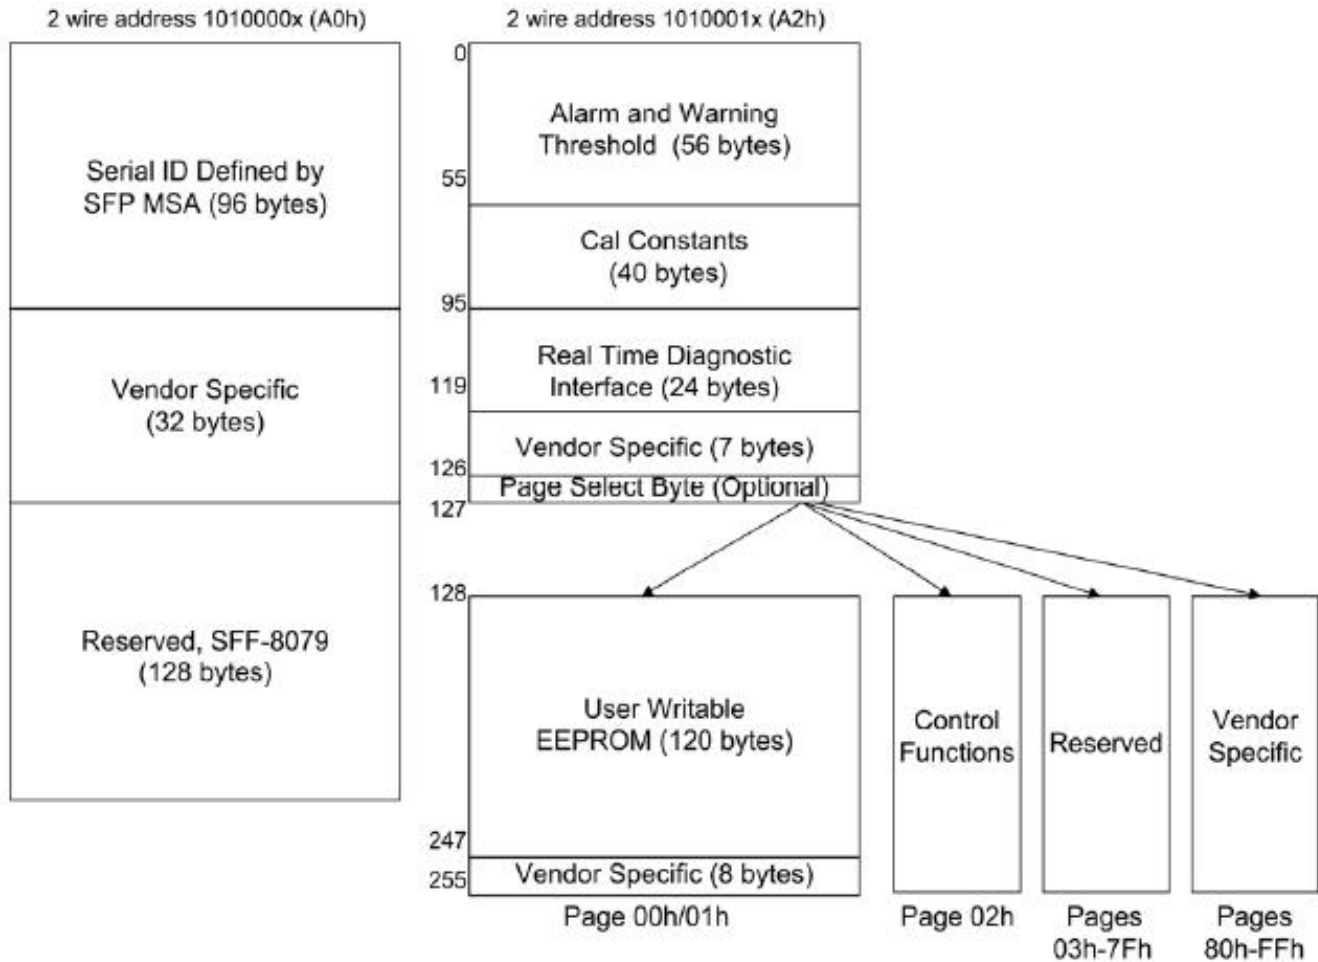 2 wire address 1010000x (A0h)
Serial ID Defined by
SFP MSA (96 bytes)
Vendor Specific
(32 bytes)
Reserved, SFF-8079
(128 bytes)
2 wire address 1010001x (A2h)
0
Alarm and Warning
Threshold (56 bytes)
55
Cal Constants
(40 bytes)
95
Real Time Diagnostic
Interface (24 bytes)
119
Vendor Specific (7 bytes)
126
Page Select Byte (Optional)
127
128
User Writable
EEPROM (120 bytes)
247
Vendor Specific (8 bytes)
255
Page 00h/01h
Control
Functions
Page 02h
Reserved
Pages
03h-7Fh
Vendor
Specific
Pages
80h-FFh